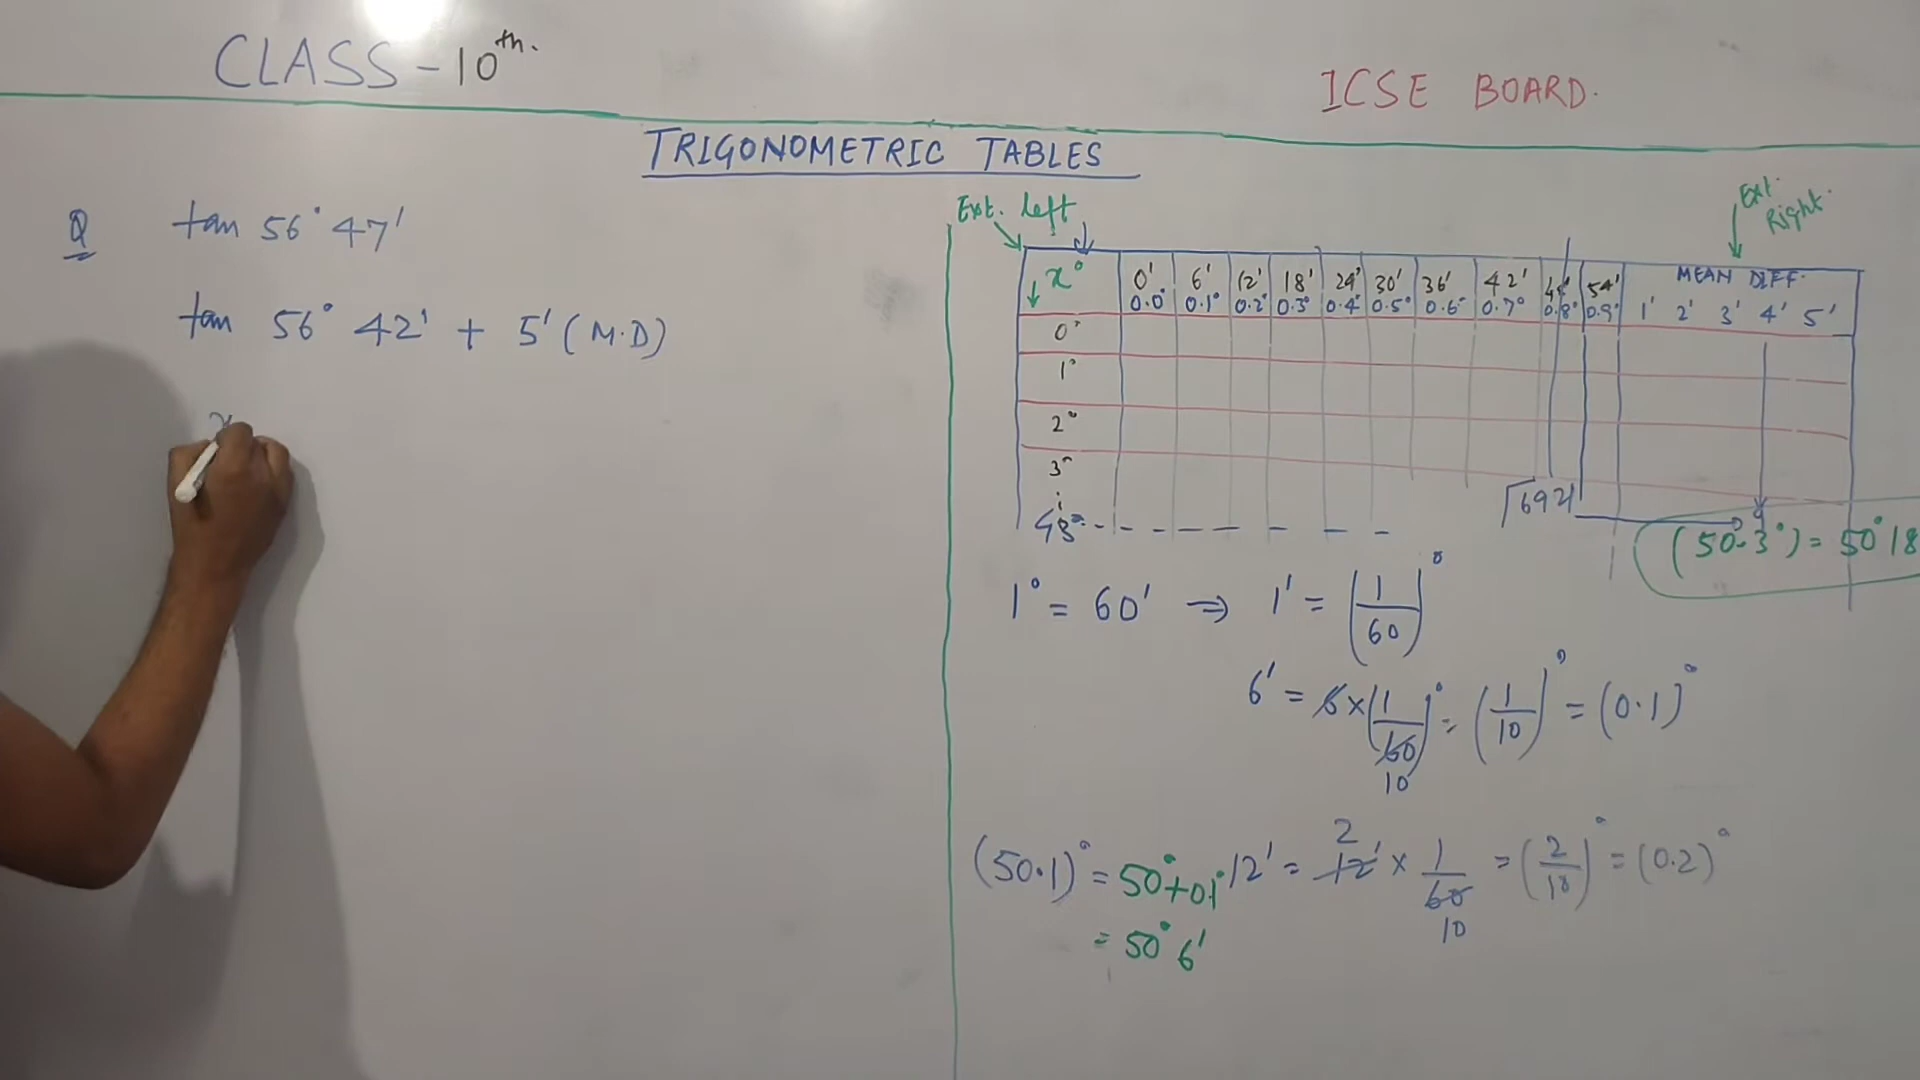 CLASS - 10th.
ICSE BOARD.
TRIGONOMETRIC TABLES
Q tan 56° 47'
tan 56° 42' + 5' (M.D)
x
Ext. left
Ext. Right.
x° 0' 6' 12' 18' 24' 30' 36' 42' 48' 54' MEAN DIFF.
0.0° 0.1° 0.2° 0.3° 0.4° 0.5° 0.6° 0.7° 0.8° 0.9° 1' 2' 3' 4' 5'
0°
1°
2°
3°
48° - - - - - - -
(50.3°) = 50° 18
1° = 60' ⇒ 1' = (1/60)°
6' = 6 × (1/60)° = (1/10)° = (0.1)°
10
(50.1)° = 50° + 0.1°
= 50° 6'
2
12' = 12' × 1/60 = (2/10)° = (0.2)°
10